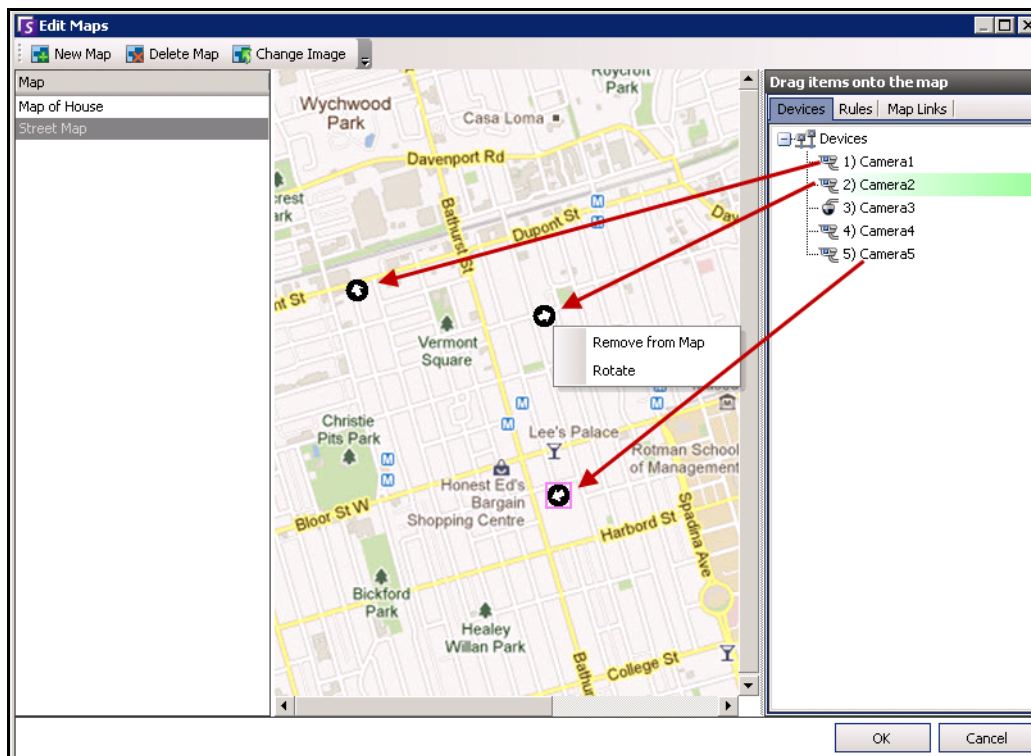 Edit Maps
New Map
Delete Map
Change Image
Map
Map of House
Street Map
Roycroft
Park
Wychwood
Park
Casa Loma
Davenport Rd
crest
ark
Bathurst St
Dupont St
Dav
M
M
nt St
Vermont
Square
Remove from Map
Rotate
M
M
M
Christie
Pits Park
M
M
Lee's Palace
Rotman School
of Management
Honest Ed's
Bargain
Shopping Centre
Bloor St W
Harbord St
Spadina Ave
Bickford
Park
Healey
Willan Park
Bathur
College St
Drag items onto the map
Devices
Rules
Map Links
Devices
1) Camera1
2) Camera2
3) Camera3
4) Camera4
5) Camera5
OK
Cancel